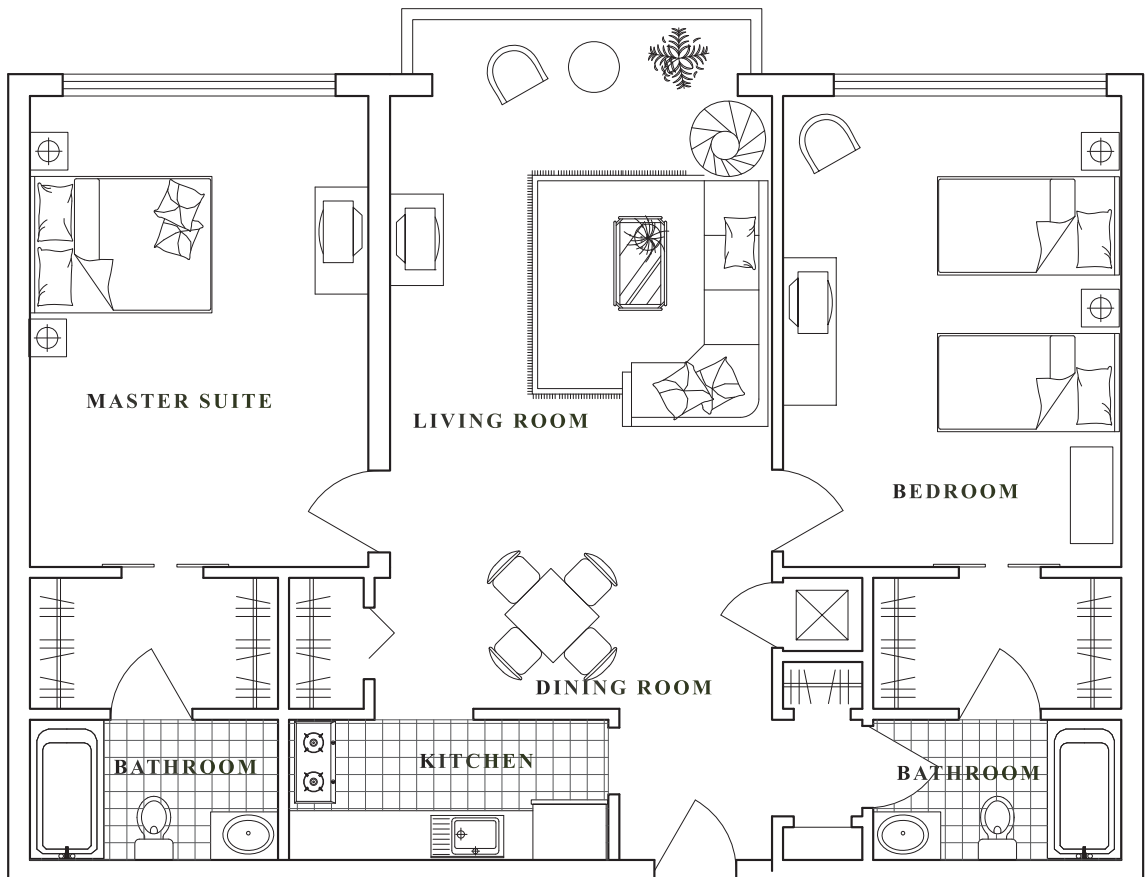 MASTER SUITE
LIVING ROOM
BEDROOM
DINING ROOM
KITCHEN
BATHROOM
BATHROOM